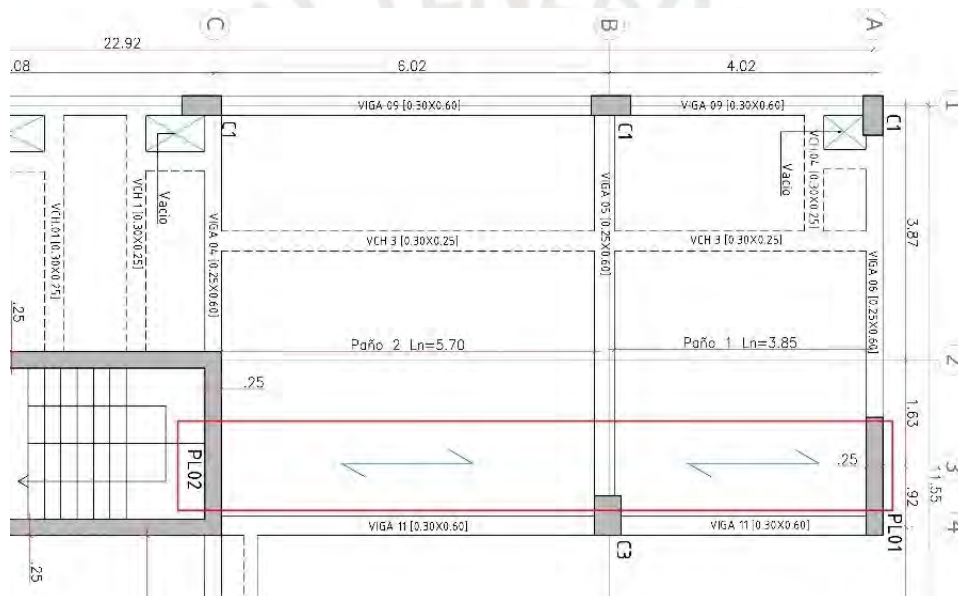 C
B
A
22.92
.08
6.02
4.02
VIGA 09 [0.30X0.60]
VIGA 09 [0.30X0.60]
1
C1
C1
C1
Vacio
Vacio
VCH.04 [0.30X0.25]
VCH.01 [0.30X0.25]
VCH 1 [0.30X0.25]
VIGA 04 [0.25X0.60]
VIGA 05 [0.25X0.60]
VIGA 06 [0.25X0.60]
3.87
VCH 3 [0.30X0.25]
VCH 3 [0.30X0.25]
.25
Paño 2 Ln=5.70
Paño 1 Ln=3.85
2
.25
1.63
PL02
.25
3
11.55
.92
VIGA 11 [0.30X0.60]
VIGA 11 [0.30X0.60]
PL01
4
C3
.25